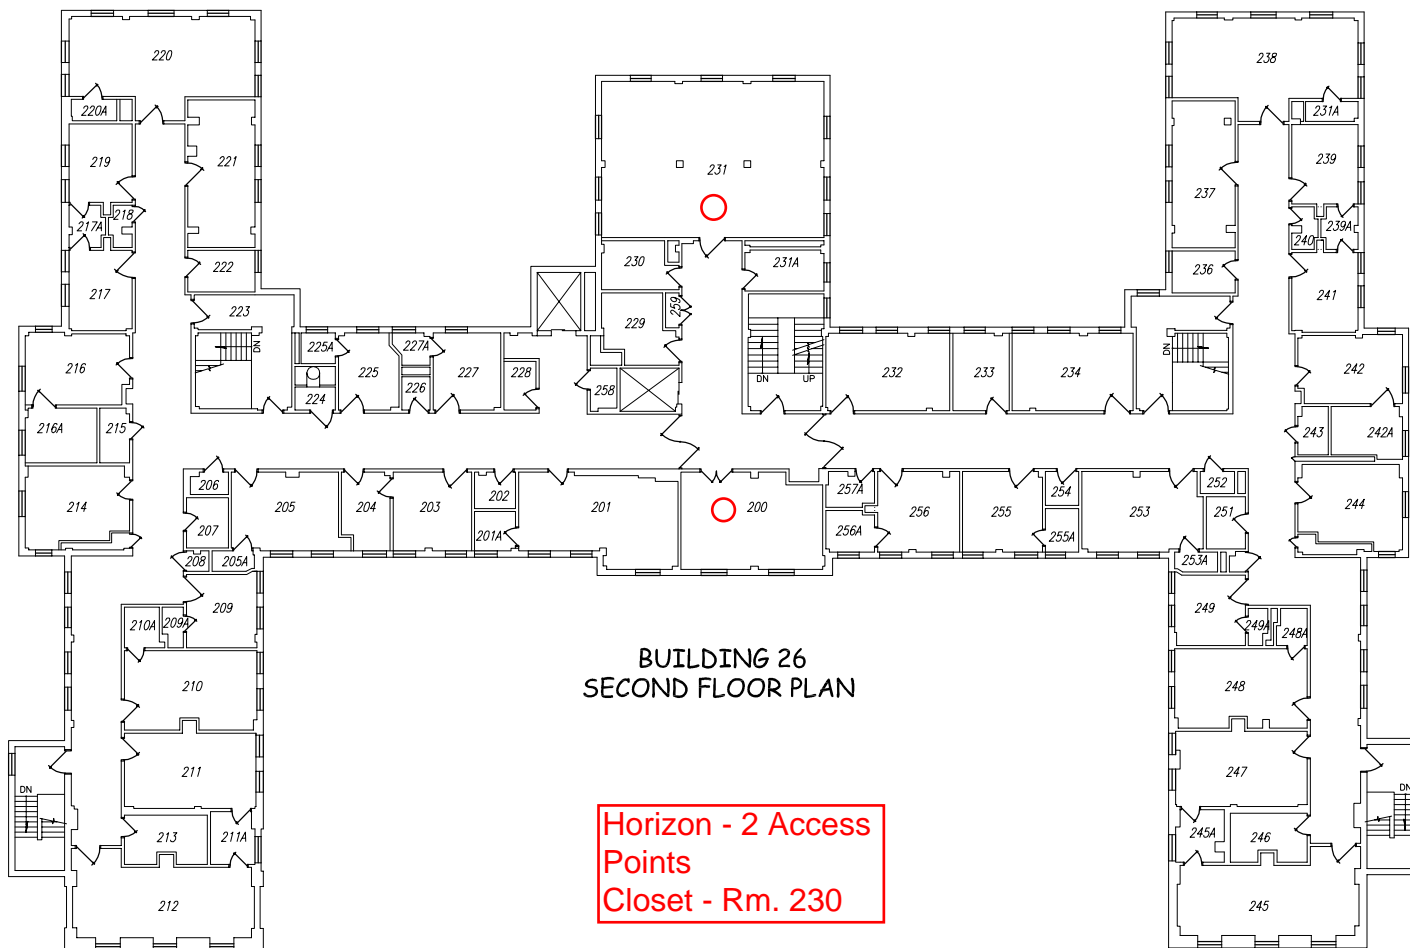 220
238
220A
231A
219
221
231
237
239
217A
218
240
239A
230
231A
222
236
217
223
259
229
241
DN
225A
227A
DN
216
225
227
228
DN
UP
232
233
234
242
226
258
224
216A
215
243
242A
206
202
257A
254
252
214
207
205
204
203
201
200
256
255
253
251
244
201A
256A
255A
208
205A
253A
209
249
210A
209A
249A
248A
BUILDING 26
SECOND FLOOR PLAN
210
248
211
247
DN
DN
213
211A
245A
246
Horizon - 2 Access
Points
Closet - Rm. 230
212
245